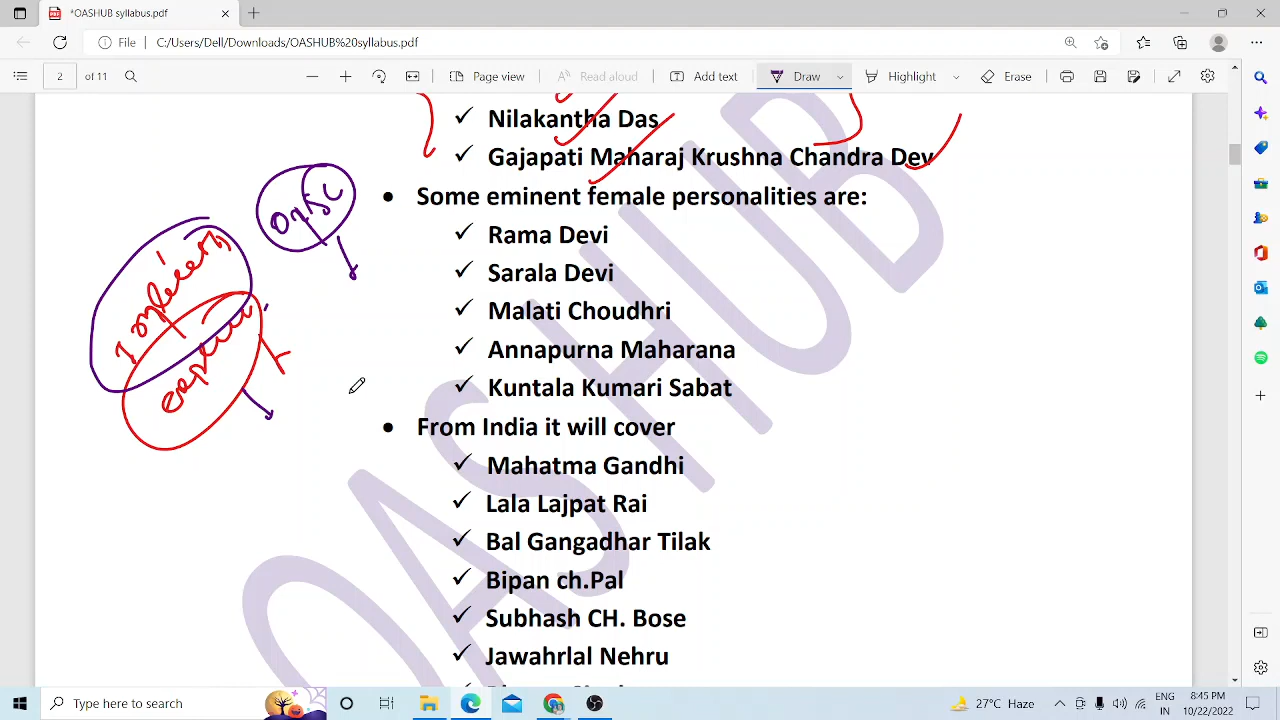 *OASHUB syllabus.pdf
File C:/Users/Dell/Downloads/OASHUB%20syllabus.pdf
2 of 11 Page view Read aloud Add text Draw Highlight Erase
Nilakantha Das
Gajapati Maharaj Krushna Chandra Dev
Some eminent female personalities are:
Rama Devi
Sarala Devi
Malati Choudhri
Annapurna Maharana
Kuntala Kumari Sabat
From India it will cover
Mahatma Gandhi
Lala Lajpat Rai
Bal Gangadhar Tilak
Bipan ch.Pal
Subhash CH. Bose
Jawahrlal Nehru
OASHUB
OPSC
Type here to search
27°C Haze
ENG
IN
8:45 PM
10/22/2022